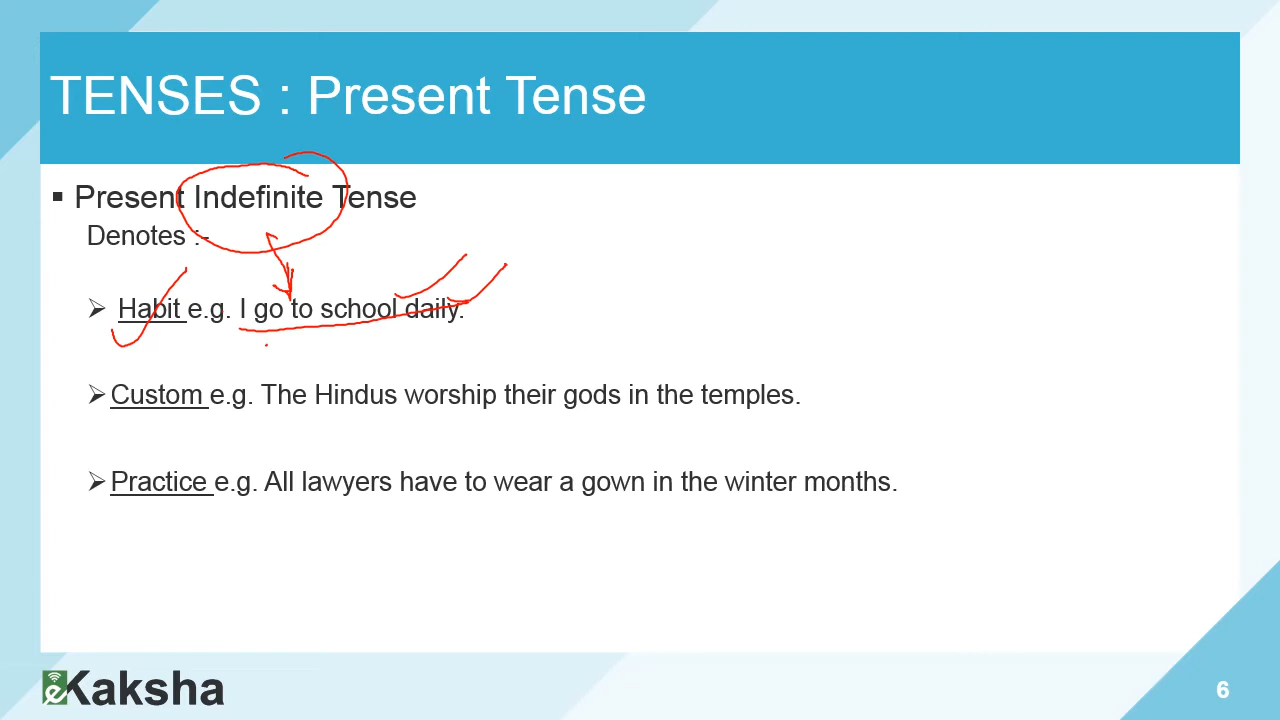 TENSES : Present Tense
▪ Present Indefinite Tense
Denotes :-
➢ Habit e.g. I go to school daily.
➢ Custom e.g. The Hindus worship their gods in the temples.
➢ Practice e.g. All lawyers have to wear a gown in the winter months.
eKaksha
6